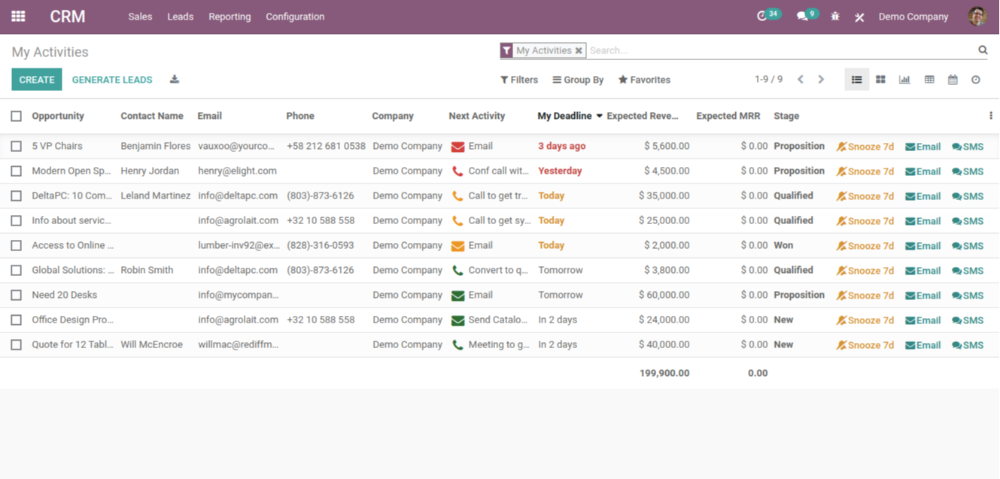 CRM Sales Leads Reporting Configuration 34 9 Demo Company
My Activities My Activities Search...
CREATE GENERATE LEADS Filters Group By Favorites 1-9 / 9
Opportunity Contact Name Email Phone Company Next Activity My Deadline Expected Reve... Expected MRR Stage
5 VP Chairs Benjamin Flores vauxoo@yourco... +58 212 681 0538 Demo Company Email 3 days ago $ 5,600.00 $ 0.00 Proposition Snooze 7d Email SMS
Modern Open Sp... Henry Jordan henry@elight.com Demo Company Conf call wit... Yesterday $ 4,500.00 $ 0.00 Proposition Snooze 7d Email SMS
DeltaPC: 10 Com... Leland Martinez info@deltapc.com (803)-873-6126 Demo Company Call to get tr... Today $ 35,000.00 $ 0.00 Qualified Snooze 7d Email SMS
Info about servic... info@agrolait.com +32 10 588 558 Demo Company Call to get sy... Today $ 25,000.00 $ 0.00 Qualified Snooze 7d Email SMS
Access to Online ... lumber-inv92@ex... (828)-316-0593 Demo Company Email Today $ 2,000.00 $ 0.00 Won Snooze 7d Email SMS
Global Solutions: ... Robin Smith info@deltapc.com (803)-873-6126 Demo Company Convert to q... Tomorrow $ 3,800.00 $ 0.00 Qualified Snooze 7d Email SMS
Need 20 Desks info@mycompan... Demo Company Email Tomorrow $ 60,000.00 $ 0.00 Proposition Snooze 7d Email SMS
Office Design Pro... info@agrolait.com +32 10 588 558 Demo Company Send Catalo... In 2 days $ 24,000.00 $ 0.00 New Snooze 7d Email SMS
Quote for 12 Tabl... Will McEncroe willmac@rediffm... Demo Company Meeting to g... In 2 days $ 40,000.00 $ 0.00 New Snooze 7d Email SMS
199,900.00 0.00